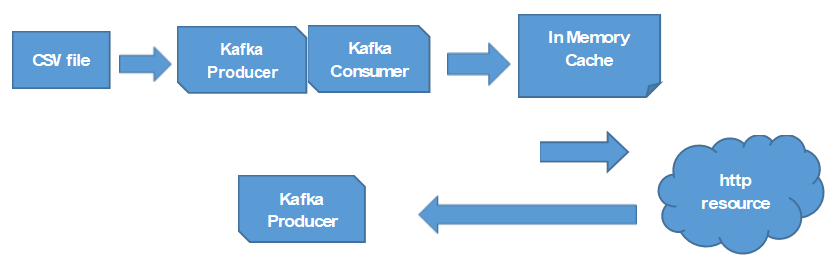 CSV file
Kafka
Producer
Kafka
Consumer
In Memory
Cache
http
resource
Kafka
Producer